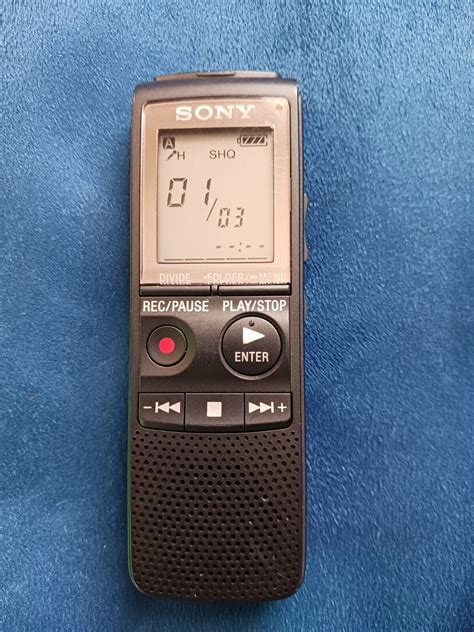 SONY
A
H SHQ
01/03
--:--
DIVIDE •FOLDER/ MENU
REC/PAUSE PLAY/STOP
ENTER
- +